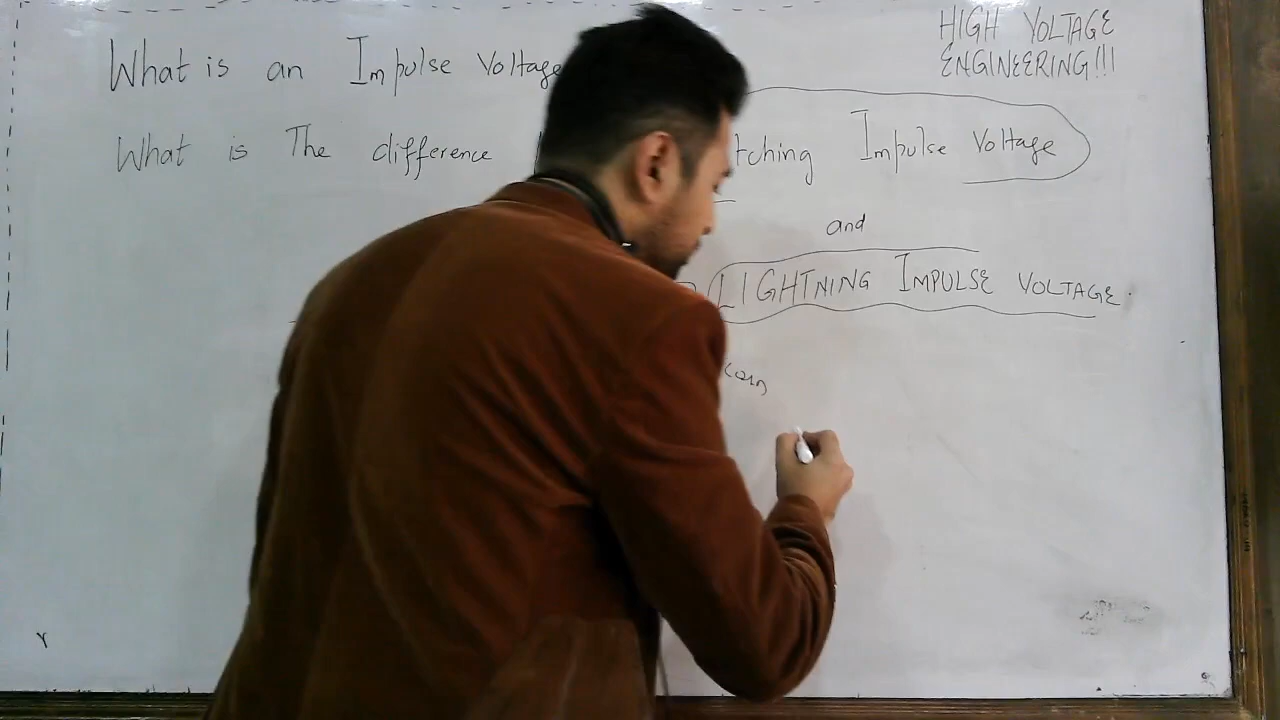 HIGH VOLTAGE
ENGINEERING!!!
What is an Impulse Voltage
What is The difference tching Impulse Voltage
and
LIGHTNING IMPULSE VOLTAGE.